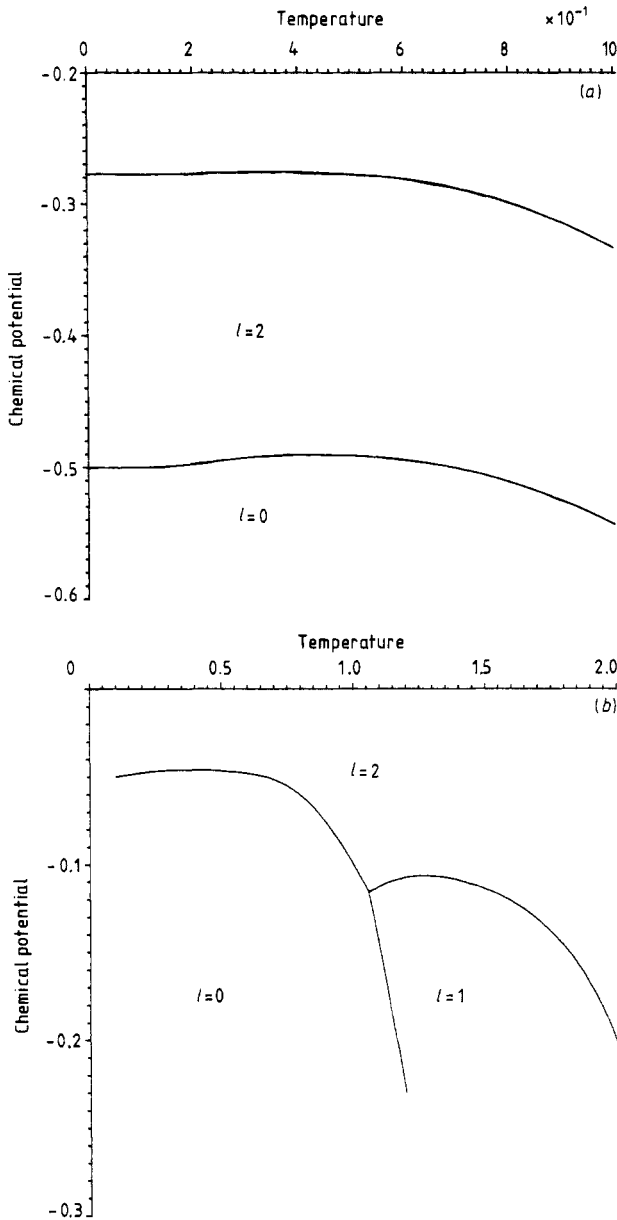 Temperature ×10⁻¹
0 2 4 6 8 10
-0.2
(a)
-0.3
l=2
-0.4
Chemical potential
-0.5
l=0
-0.6
Temperature
0 0.5 1.0 1.5 2.0
(b)
l=2
-0.1
Chemical potential
l=0 l=1
-0.2
-0.3